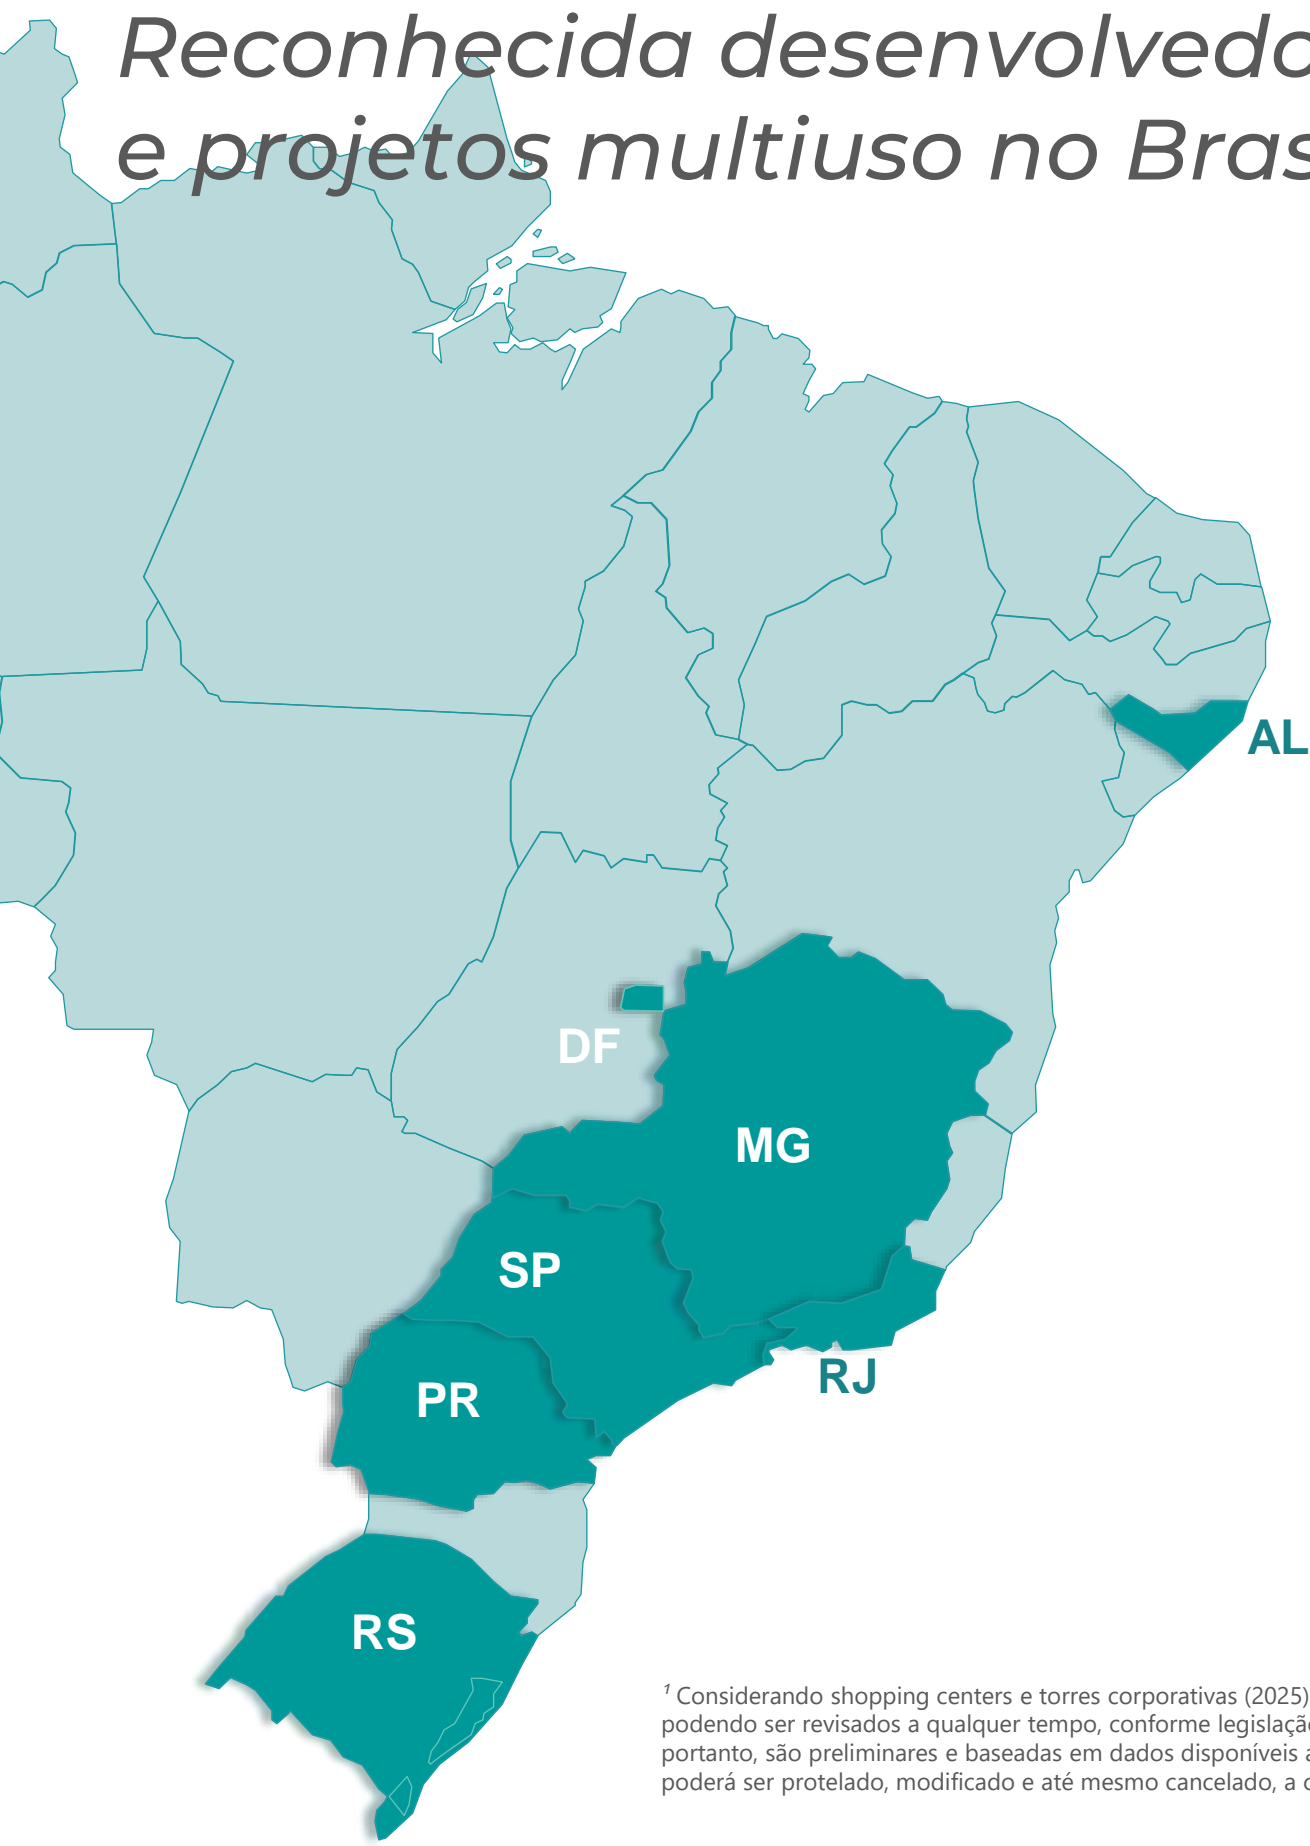 Reconhecida desenvolvedo
e projetos multiuso no Bras
AL
DF
MG
SP
RJ
PR
RS
¹ Considerando shopping centers e torres corporativas (2025)
podendo ser revisados a qualquer tempo, conforme legislação
portanto, são preliminares e baseadas em dados disponíveis a
poderá ser protelado, modificado e até mesmo cancelado, a c